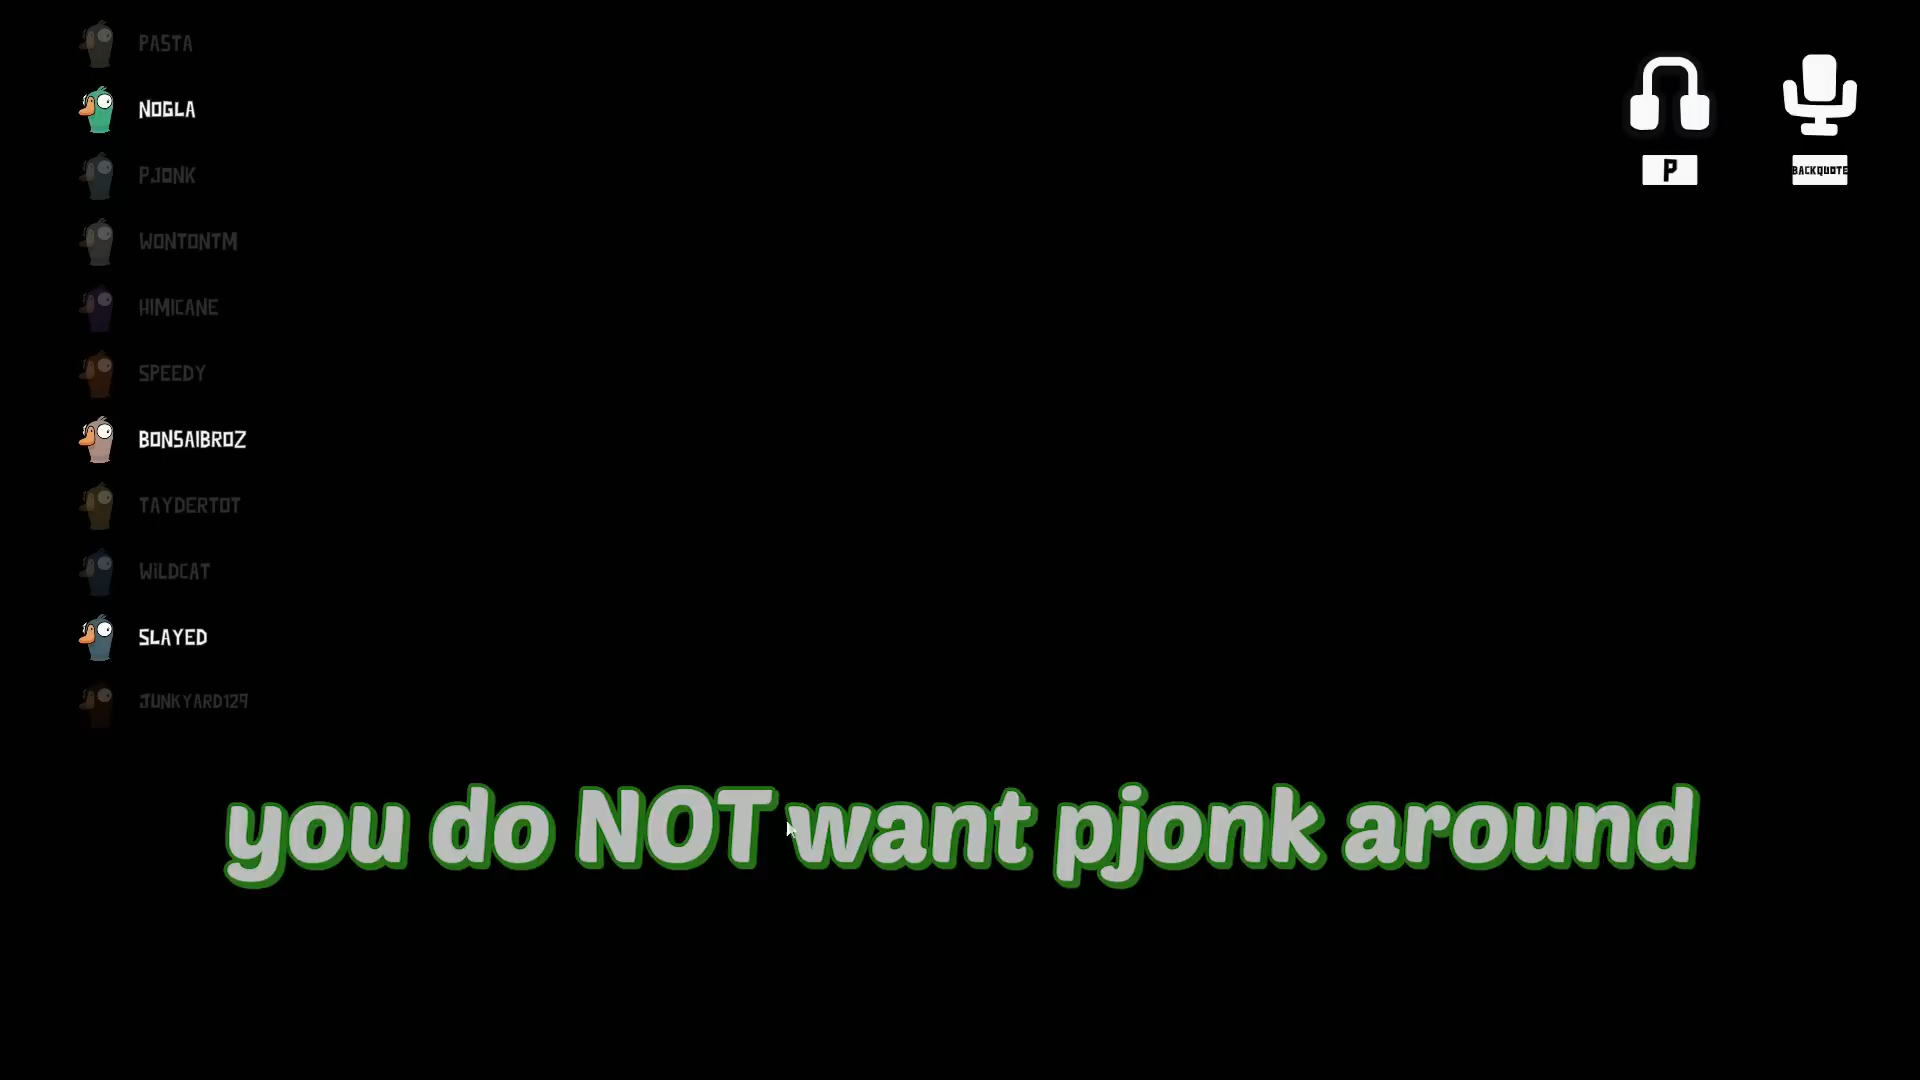 PASTA
NOGLA
PJONK
WONTONTM
HIMICANE
SPEEDY
BONSAIBROZ
TAYDERTOT
WiLDCAT
SLAYED
JUNKYARD129
P
BACKQUOTE
you do NOT want pjonk around